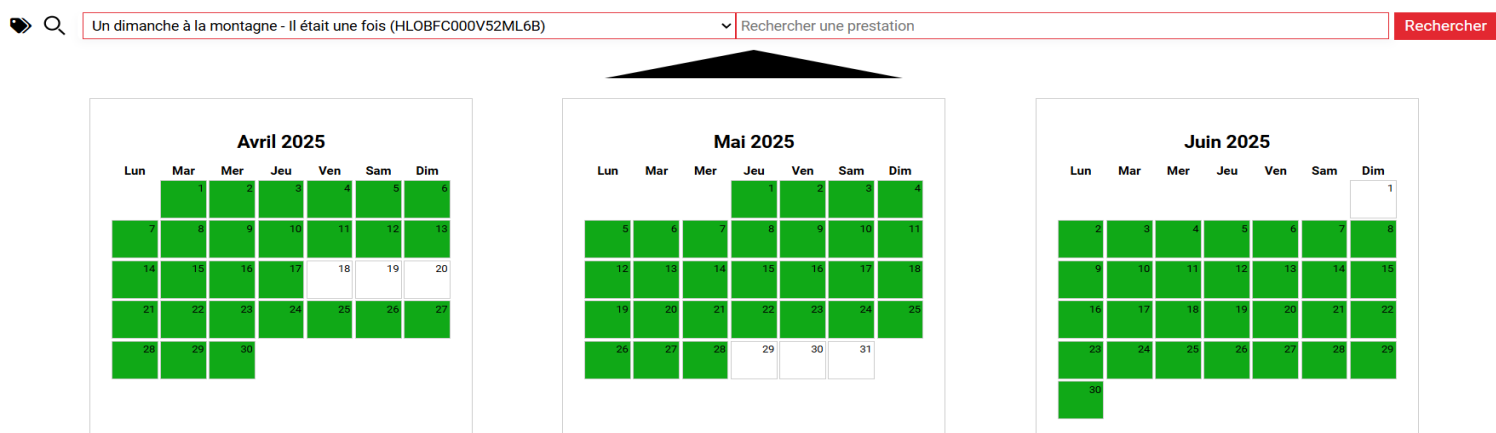 Un dimanche à la montagne - Il était une fois (HLOBFC000V52ML6B) Rechercher une prestation Rechercher
Avril 2025
Lun Mar Mer Jeu Ven Sam Dim
1 2 3 4 5 6
7 8 9 10 11 12 13
14 15 16 17 18 19 20
21 22 23 24 25 26 27
28 29 30
Mai 2025
Lun Mar Mer Jeu Ven Sam Dim
1 2 3 4
5 6 7 8 9 10 11
12 13 14 15 16 17 18
19 20 21 22 23 24 25
26 27 28 29 30 31
Juin 2025
Lun Mar Mer Jeu Ven Sam Dim
1
2 3 4 5 6 7 8
9 10 11 12 13 14 15
16 17 18 19 20 21 22
23 24 25 26 27 28 29
30